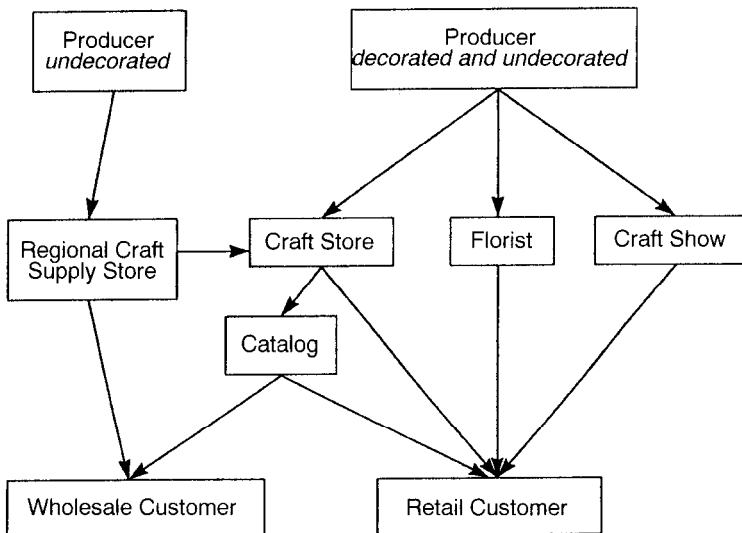 Producer
undecorated
Producer
decorated and undecorated
Regional Craft
Supply Store
Craft Store
Florist
Craft Show
Catalog
Wholesale Customer
Retail Customer